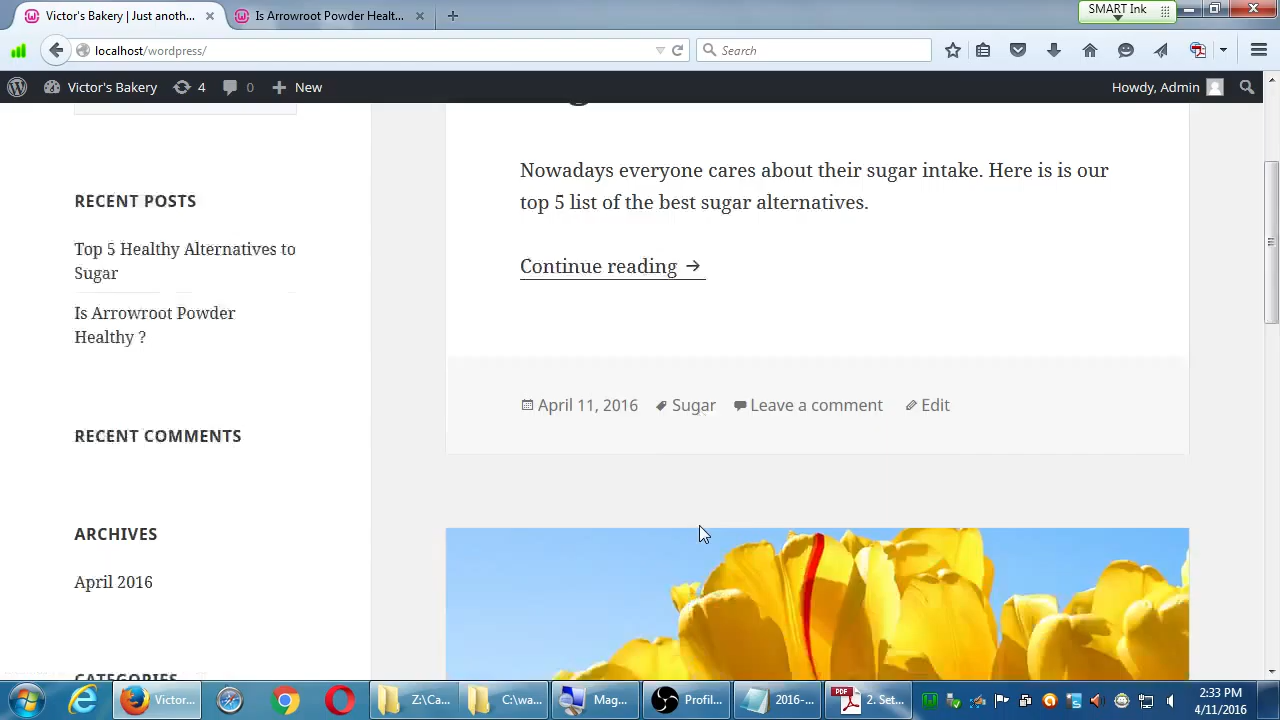 Victor's Bakery | Just anoth...
Is Arrowroot Powder Healt...
SMART Ink
localhost/wordpress/
Search
Victor's Bakery
4
0
New
Howdy, Admin
Nowadays everyone cares about their sugar intake. Here is is our
top 5 list of the best sugar alternatives.
Continue reading →
RECENT POSTS
Top 5 Healthy Alternatives to
Sugar
Is Arrowroot Powder
Healthy ?
April 11, 2016
Sugar
Leave a comment
Edit
RECENT COMMENTS
ARCHIVES
April 2016
CATEGORIES
Victor...
Z:\Ca...
C:\wa...
Mag...
Profil...
2016-...
2. Set...
2:33 PM
4/11/2016